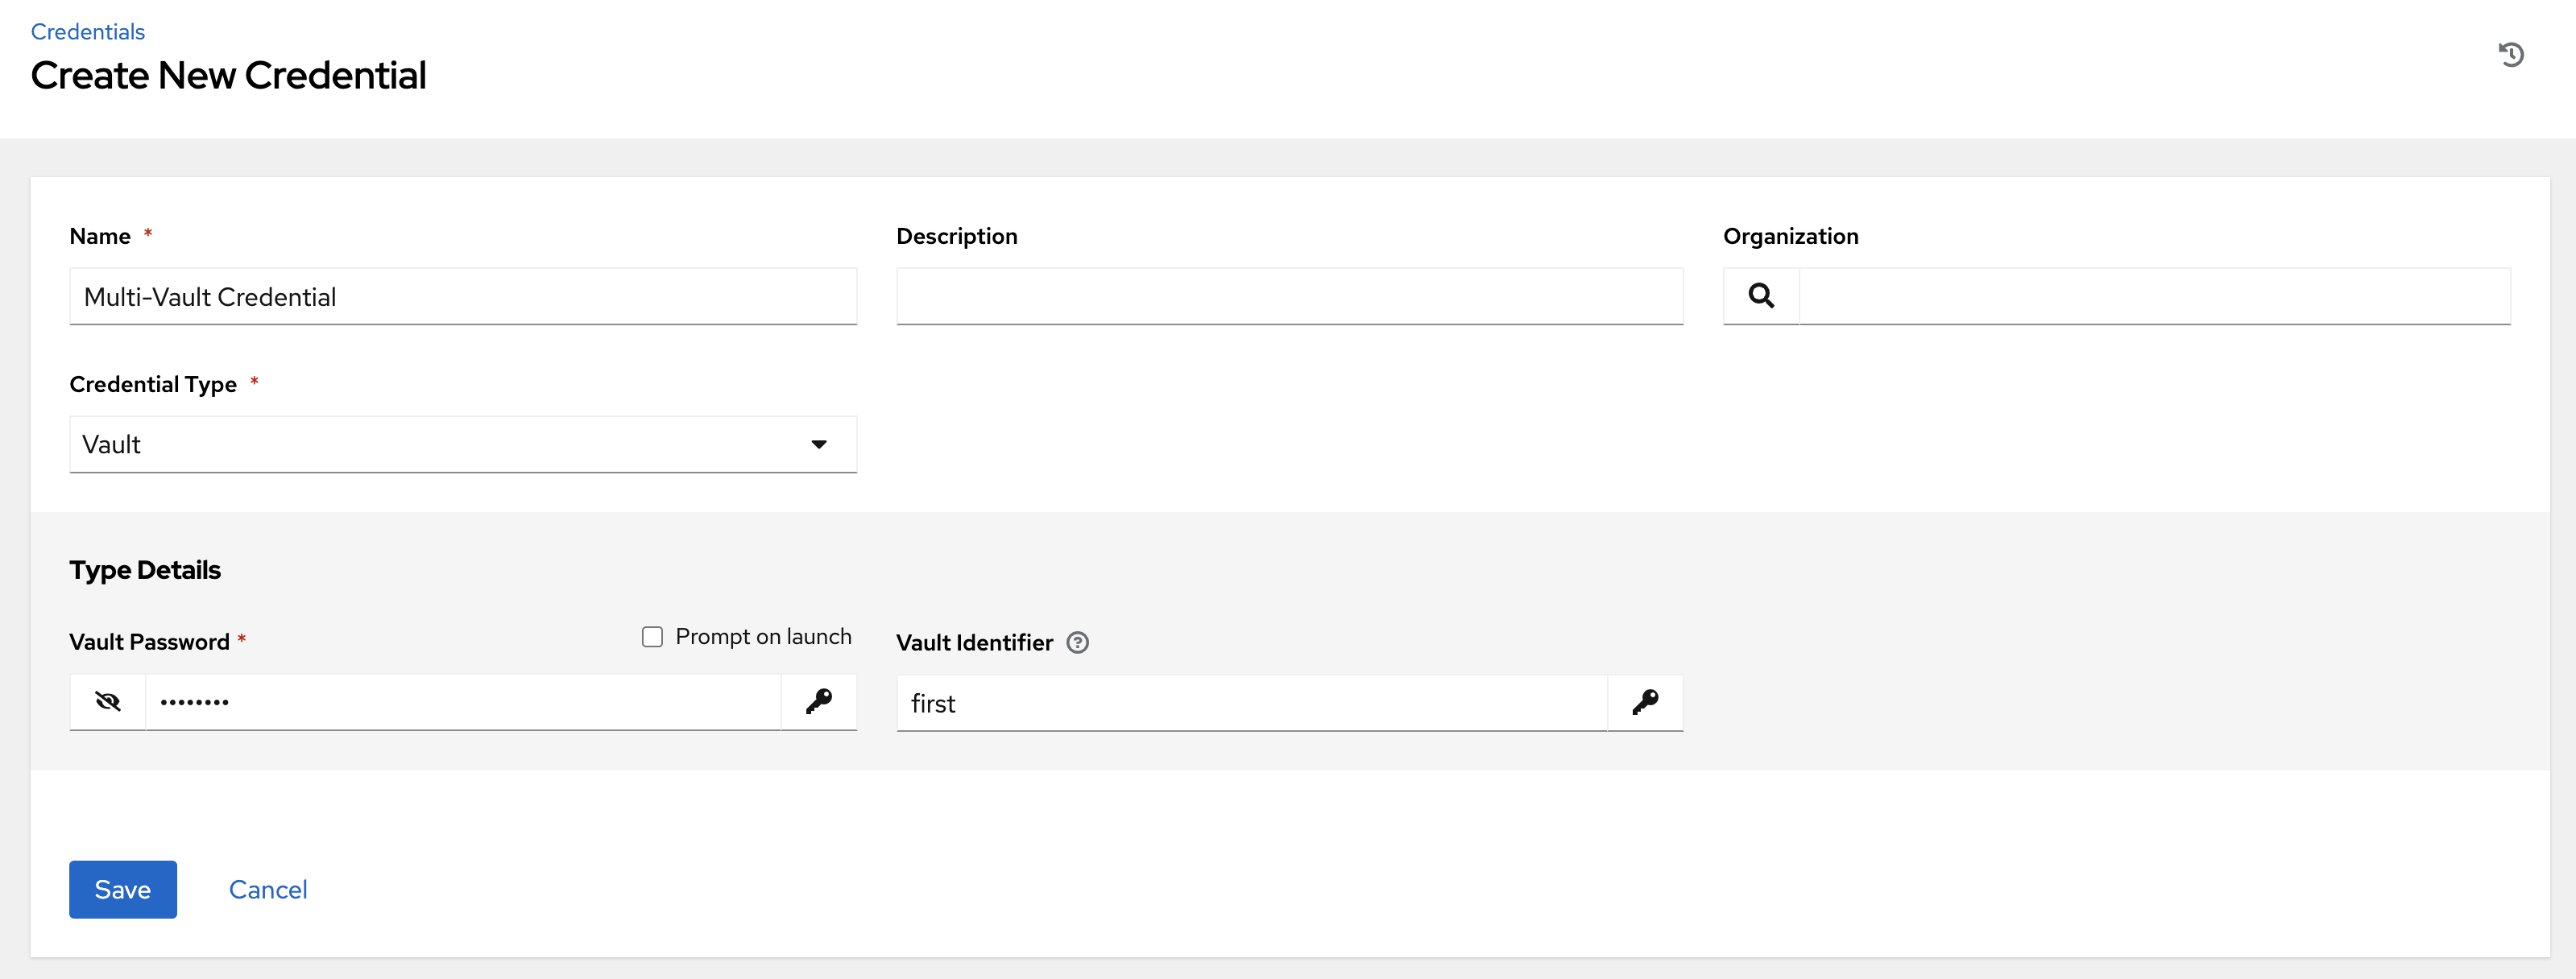 Credentials
Create New Credential
Name *
Description
Organization
Multi-Vault Credential
Credential Type *
Vault
Type Details
Vault Password *
Prompt on launch
Vault Identifier
••••••••
first
Save
Cancel